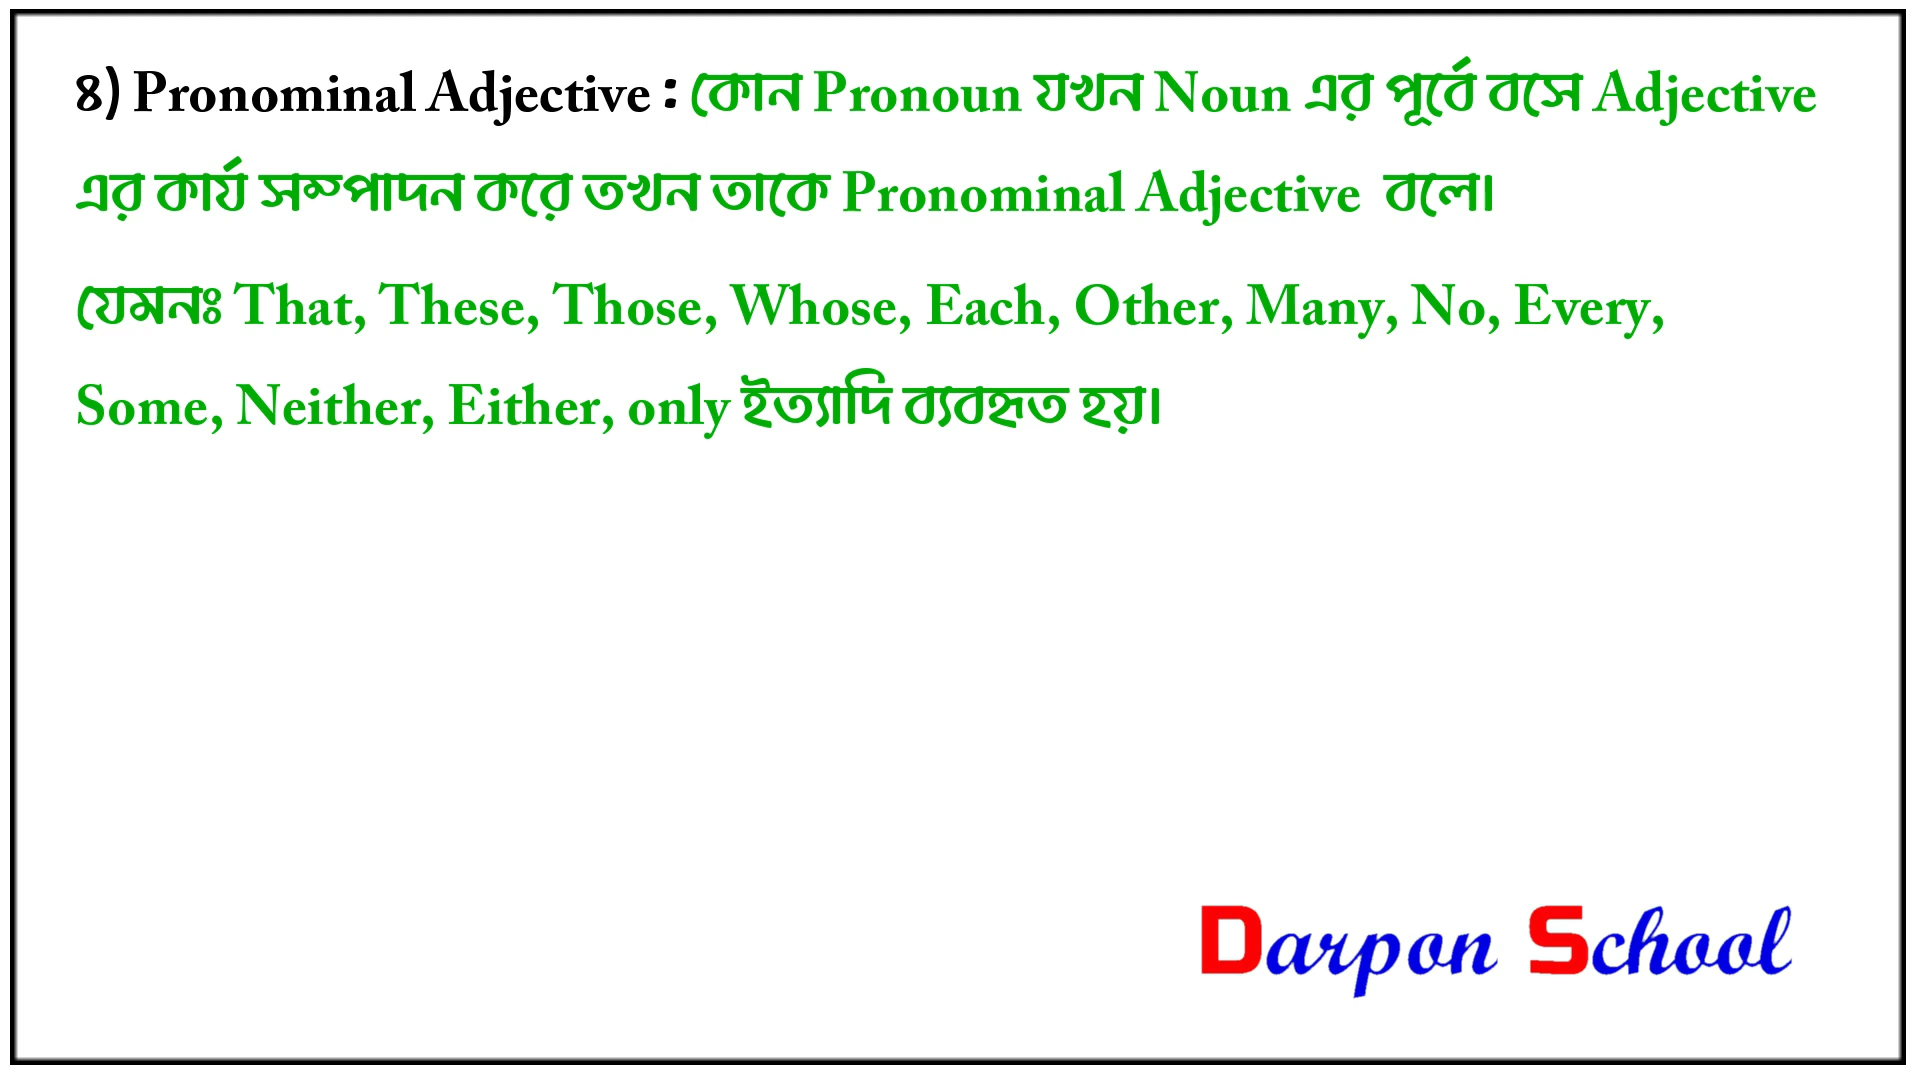 ৪) Pronominal Adjective : কোন Pronoun যখন Noun এর পূর্বে বসে Adjective
এর কার্য সম্পাদন করে তখন তাকে Pronominal Adjective বলে।
যেমনঃ That, These, Those, Whose, Each, Other, Many, No, Every,
Some, Neither, Either, only ইত্যাদি ব্যবহৃত হয়।
Darpon School